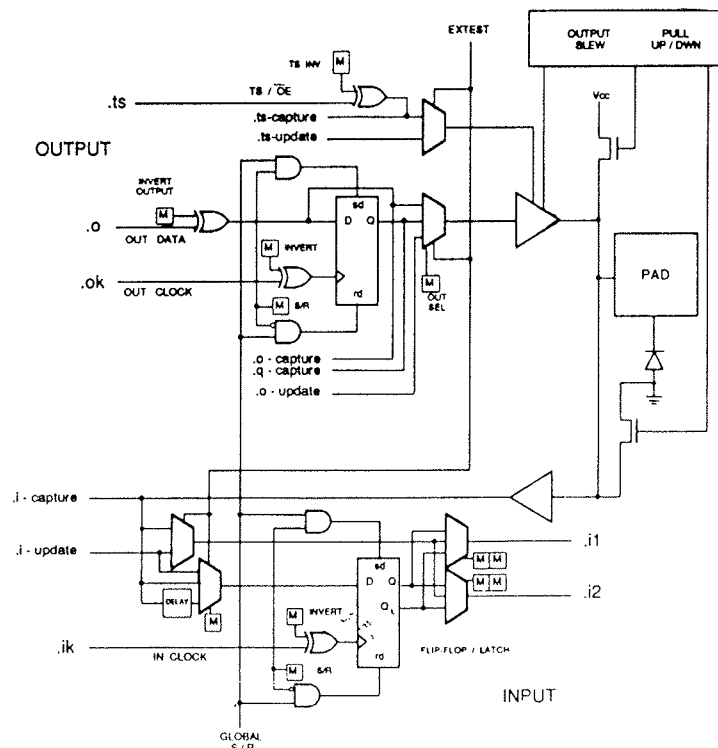 EXTEST
OUTPUT SLEW
PULL UP / DWN
TS INV
M
TS / OE
.ts
.ts-capture
.ts-update
Vcc
OUTPUT
INVERT OUTPUT
M
.o
OUT DATA
sd
D Q
M INVERT
.ok
OUT CLOCK
rd
M S/R
M OUT SEL
PAD
.o - capture
.q - capture
.o - update
.i - capture
.i - update
.i1
M M
M M
.i2
sd
D Q
Q L
DELAY
M
INVERT
M
.ik
IN CLOCK
M S/R
rd
FLIP-FLOP / LATCH
INPUT
GLOBAL
S / R